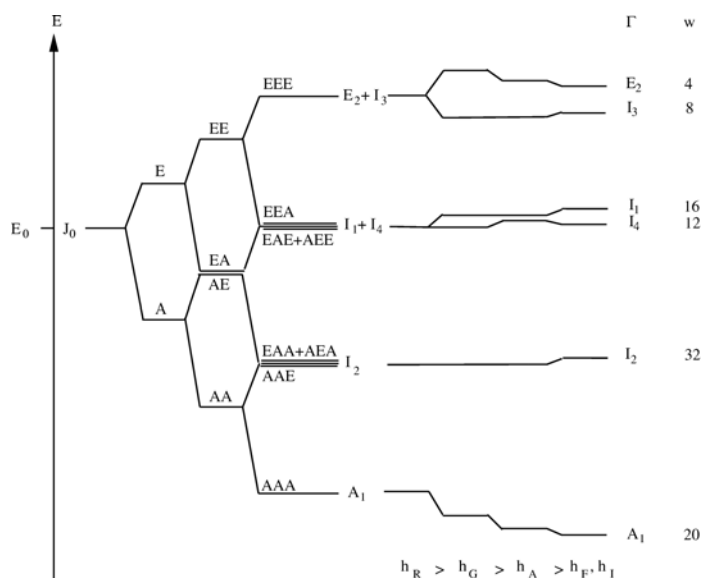 E Γ w
EEE E₂ + I₃ E₂ 4
EE I₃ 8
E
E₀ J₀ EEA I₁ + I₄ I₁ 16
EAE+AEE I₄ 12
EA
AE
A
EAA+AEA I₂ I₂ 32
AAE
AA
AAA A₁
A₁ 20
h_R > h_G > h_A > h_F, h_I